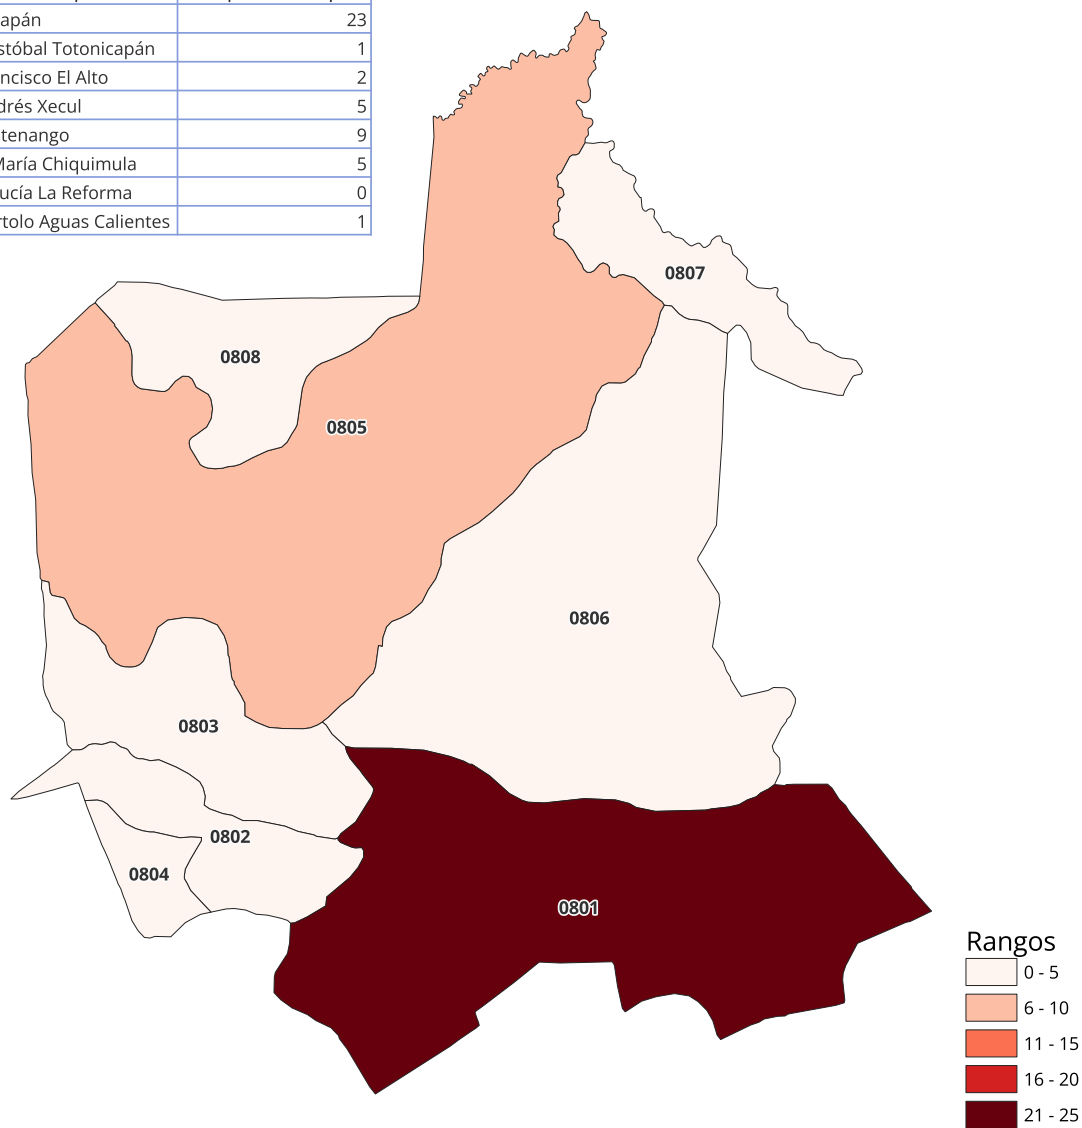 apán 23
stóbal Totonicapán 1
ncisco El Alto 2
drés Xecul 5
tenango 9
María Chiquimula 5
ucía La Reforma 0
rtolo Aguas Calientes 1
0807
0808
0805
0806
0803
0802
0804
0801
Rangos
0 - 5
6 - 10
11 - 15
16 - 20
21 - 25